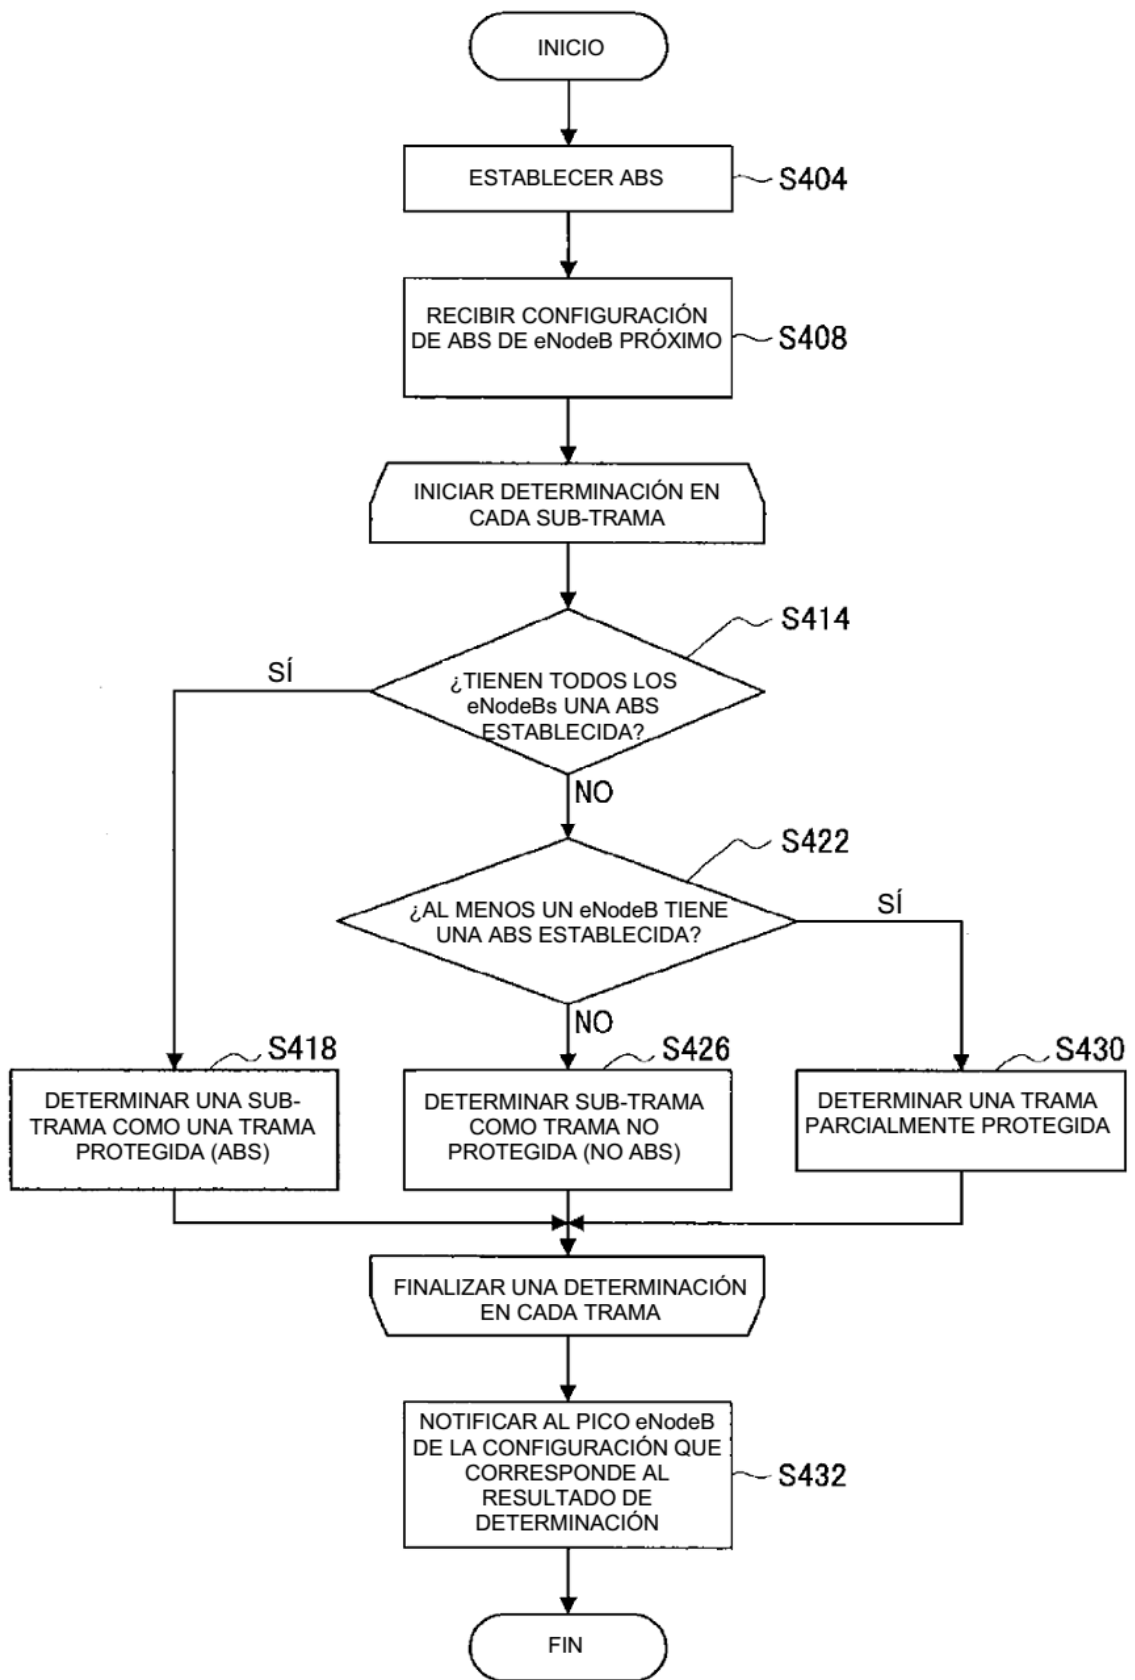 INICIO
ESTABLECER ABS
S404
RECIBIR CONFIGURACIÓN
DE ABS DE eNodeB PRÓXIMO
S408
INICIAR DETERMINACIÓN EN
CADA SUB-TRAMA
S414
¿TIENEN TODOS LOS
eNodeBs UNA ABS
ESTABLECIDA?
SÍ
NO
S422
¿AL MENOS UN eNodeB TIENE
UNA ABS ESTABLECIDA?
SÍ
NO
S418
DETERMINAR UNA SUB-
TRAMA COMO UNA TRAMA
PROTEGIDA (ABS)
S426
DETERMINAR SUB-TRAMA
COMO TRAMA NO
PROTEGIDA (NO ABS)
S430
DETERMINAR UNA TRAMA
PARCIALMENTE PROTEGIDA
FINALIZAR UNA DETERMINACIÓN
EN CADA TRAMA
NOTIFICAR AL PICO eNodeB
DE LA CONFIGURACIÓN QUE
CORRESPONDE AL
RESULTADO DE
DETERMINACIÓN
S432
FIN